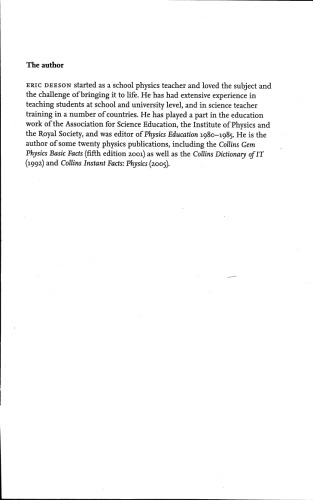 The author
ERIC DEESON started as a school physics teacher and loved the subject and
the challenge of bringing it to life. He has had extensive experience in
teaching students at school and university level, and in science teacher
training in a number of countries. He has played a part in the education
work of the Association for Science Education, the Institute of Physics and
the Royal Society, and was editor of Physics Education 1980–1985. He is the
author of some twenty physics publications, including the Collins Gem
Physics Basic Facts (fifth edition 2001) as well as the Collins Dictionary of IT
(1992) and Collins Instant Facts: Physics (2005).